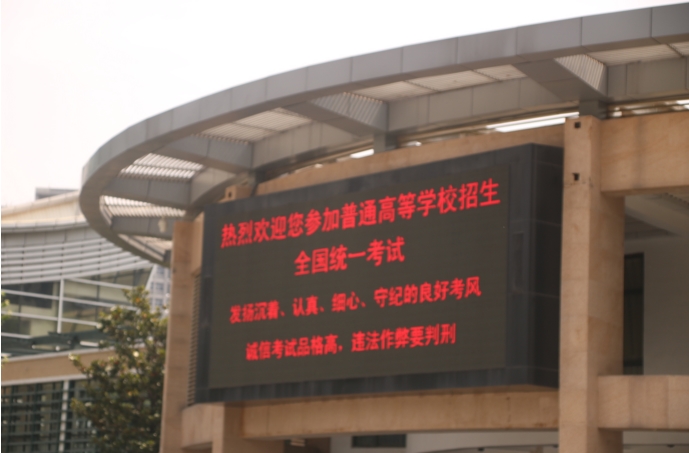 热烈欢迎您参加普通高等学校招生
全国统一考试
发扬沉着、认真、细心、守纪的良好考风
诚信考试品格高，违法作弊要判刑